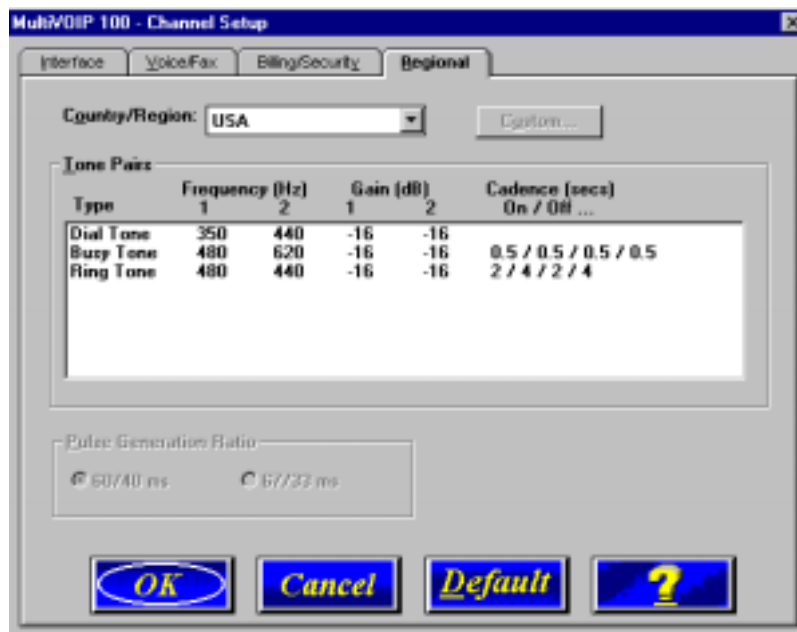 MultiVOIP 100 - Channel Setup
Interface Voice/Fax Billing/Security Regional
Country/Region: USA Custom...
Tone Pairs
Frequency (Hz) Gain (dB) Cadence (secs)
Type 1 2 1 2 On / Off ...
Dial Tone 350 440 -16 -16
Busy Tone 480 620 -16 -16 0.5 / 0.5 / 0.5 / 0.5
Ring Tone 480 440 -16 -16 2 / 4 / 2 / 4
Pulse Generation Ratio
60/40 ms 67/33 ms
OK Cancel Default ?